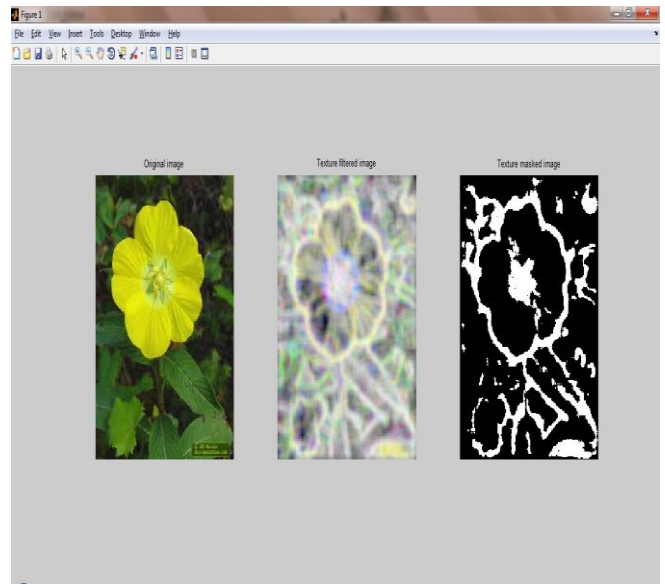 Figure 1
File Edit View Insert Tools Desktop Window Help
Original image
Texture filtered image
Texture masked image